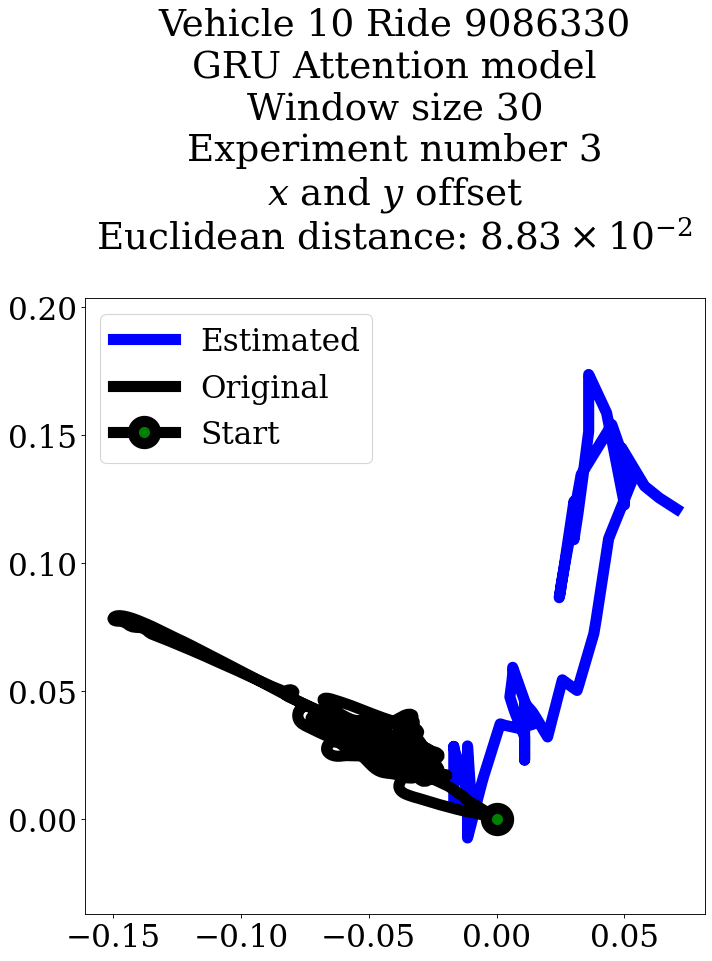 Vehicle 10 Ride 9086330
GRU Attention model
Window size 30
Experiment number 3
x and y offset
Euclidean distance: 8.83 × 10⁻²
0.20
0.15
0.10
0.05
0.00
Estimated
Original
Start
−0.15 −0.10 −0.05 0.00 0.05